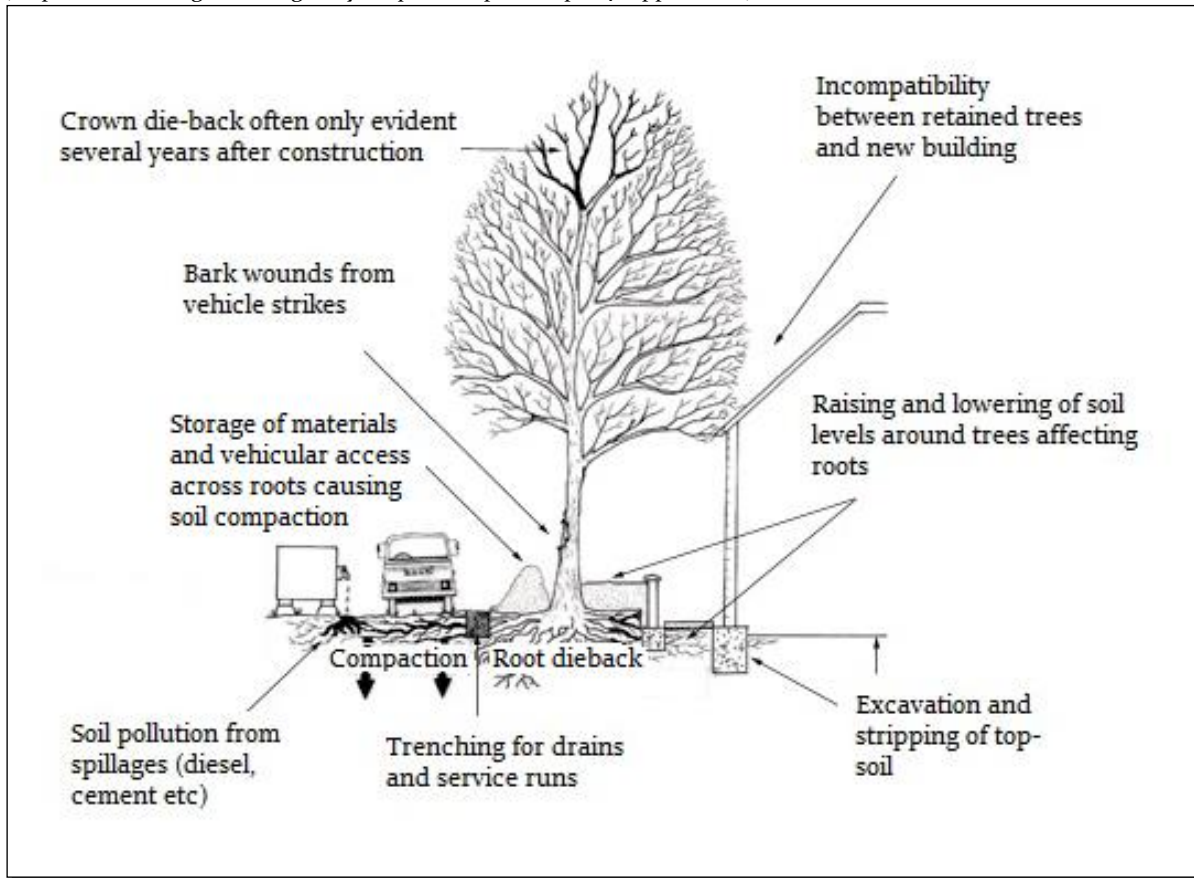 Crown die-back often only evident
several years after construction
Incompatibility
between retained trees
and new building
Bark wounds from
vehicle strikes
Storage of materials
and vehicular access
across roots causing
soil compaction
Raising and lowering of soil
levels around trees affecting
roots
Compaction
Root dieback
Soil pollution from
spillages (diesel,
cement etc)
Trenching for drains
and service runs
Excavation and
stripping of top-
soil